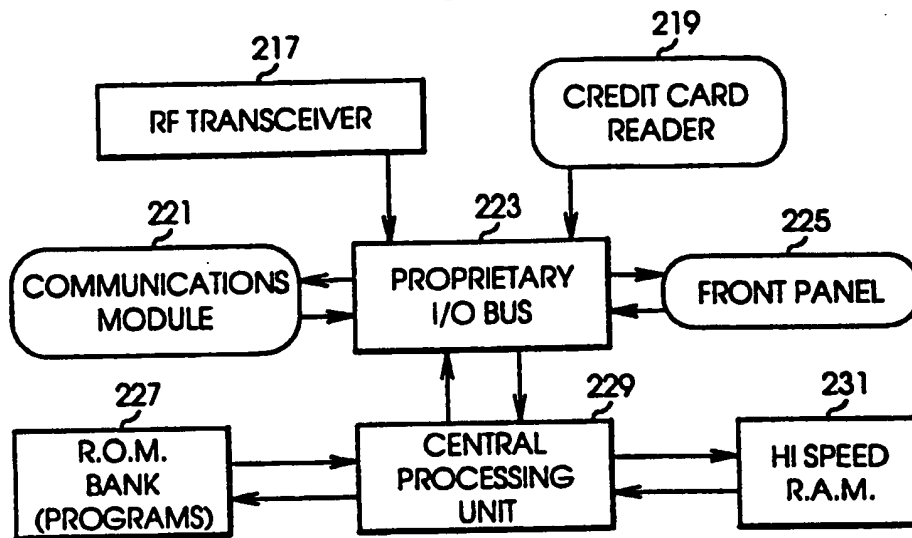 217
RF TRANSCEIVER
219
CREDIT CARD
READER
221
COMMUNICATIONS
MODULE
223
PROPRIETARY
I/O BUS
225
FRONT PANEL
227
R.O.M.
BANK
(PROGRAMS)
229
CENTRAL
PROCESSING
UNIT
231
HI SPEED
R.A.M.